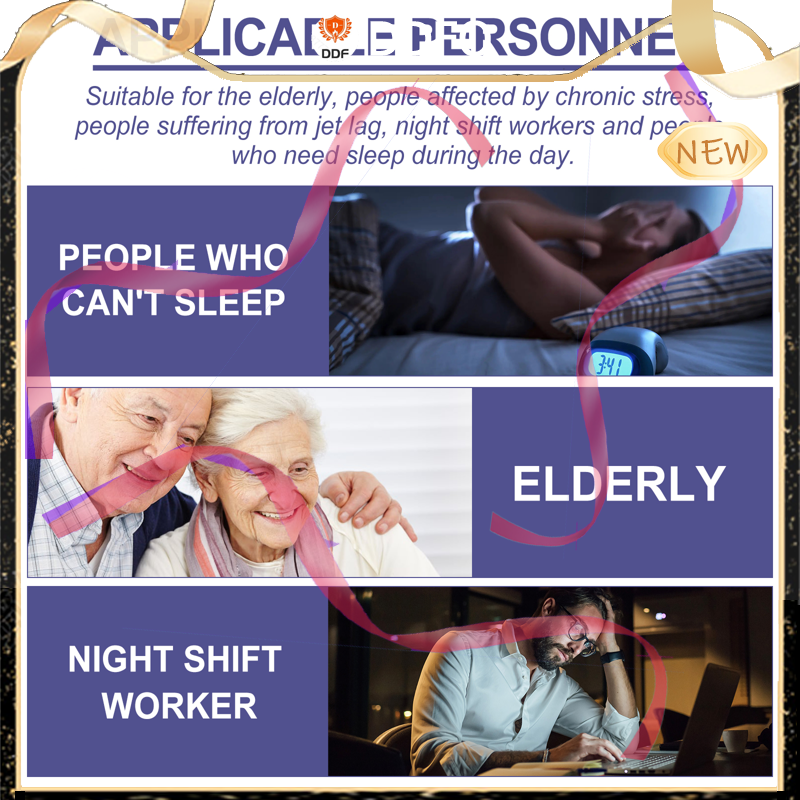 APPLICABLE PERSONNEL
DDF
Suitable for the elderly, people affected by chronic stress,
people suffering from jet lag, night shift workers and people
NEW
who need sleep during the day.
PEOPLE WHO
CAN'T SLEEP
3:41
ELDERLY
NIGHT SHIFT
WORKER